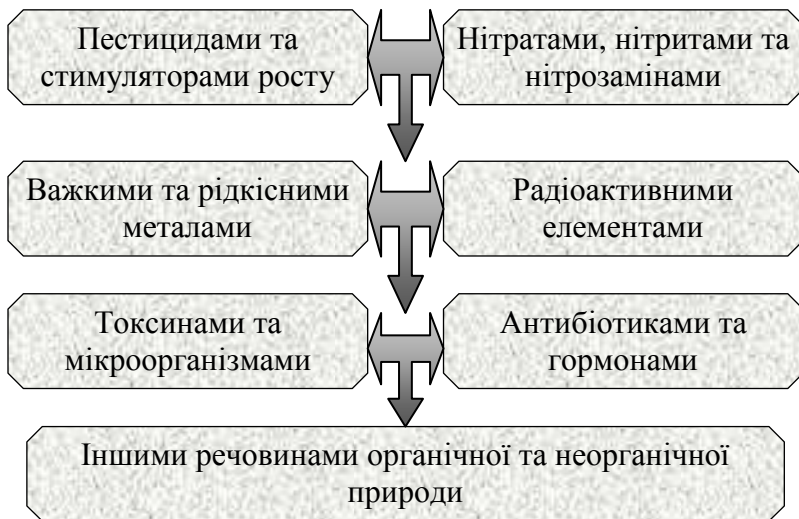 Пестицидами та
стимуляторами росту
Нітратами, нітритами та
нітрозамінами
Важкими та рідкісними
металами
Радіоактивними
елементами
Токсинами та
мікроорганізмами
Антибіотиками та
гормонами
Іншими речовинами органічної та неорганічної
природи